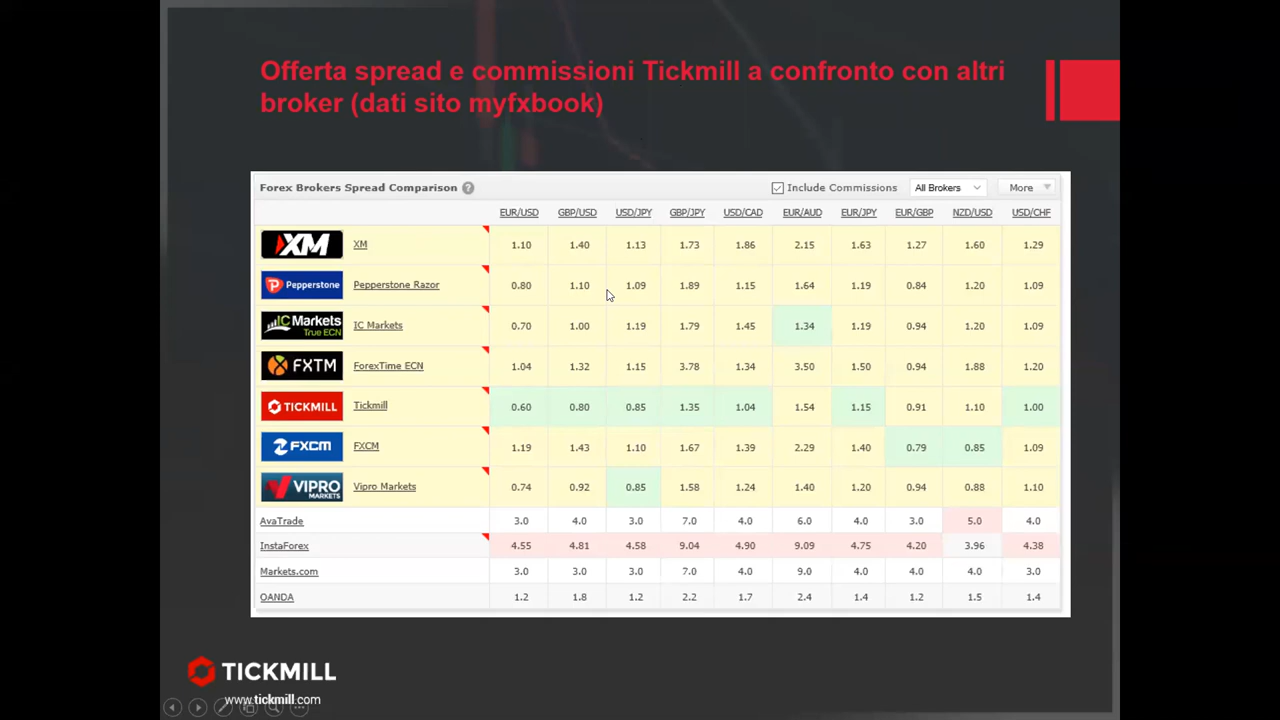 Offerta spread e commissioni Tickmill a confronto con altri
broker (dati sito myfxbook)
Forex Brokers Spread Comparison ? Include Commissions All Brokers More
EUR/USD GBP/USD USD/JPY GBP/JPY USD/CAD EUR/AUD EUR/JPY EUR/GBP NZD/USD USD/CHF
XM XM 1.10 1.40 1.13 1.73 1.86 2.15 1.63 1.27 1.60 1.29
Pepperstone Pepperstone Razor 0.80 1.10 1.09 1.89 1.15 1.64 1.19 0.84 1.20 1.09
IC Markets True ECN IC Markets 0.70 1.00 1.19 1.79 1.45 1.34 1.19 0.94 1.20 1.09
FXTM ForexTime ECN 1.04 1.32 1.15 3.78 1.34 3.50 1.50 0.94 1.88 1.20
TICKMILL Tickmill 0.60 0.80 0.85 1.35 1.04 1.54 1.15 0.91 1.10 1.00
FXCM FXCM 1.19 1.43 1.10 1.67 1.39 2.29 1.40 0.79 0.85 1.09
VIPRO MARKETS Vipro Markets 0.74 0.92 0.85 1.58 1.24 1.40 1.20 0.94 0.88 1.10
AvaTrade 3.0 4.0 3.0 7.0 4.0 6.0 4.0 3.0 5.0 4.0
InstaForex 4.55 4.81 4.58 9.04 4.90 9.09 4.75 4.20 3.96 4.38
Markets.com 3.0 3.0 3.0 7.0 4.0 9.0 4.0 4.0 4.0 3.0
OANDA 1.2 1.8 1.2 2.2 1.7 2.4 1.4 1.2 1.5 1.4
TICKMILL
www.tickmill.com